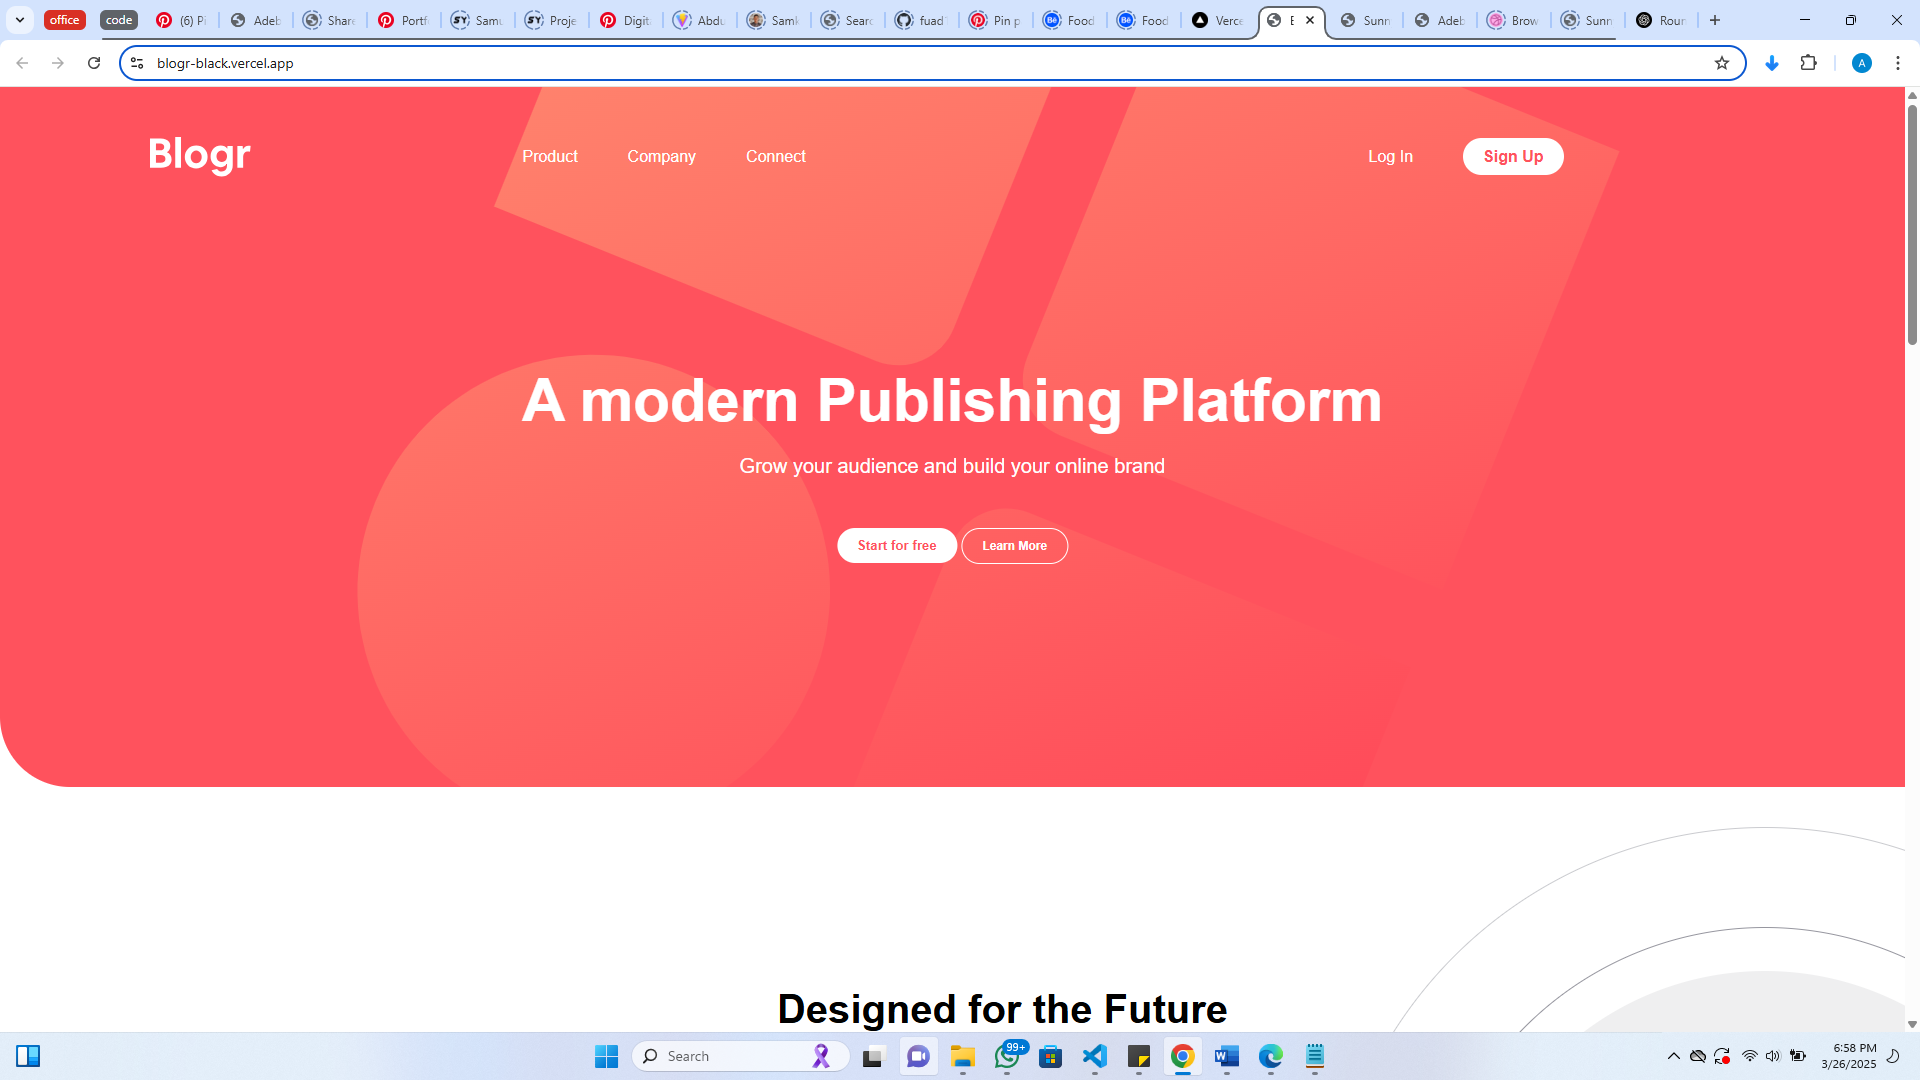 office code (6) Pi Adeb Share Portfo Samu Proje Digit Abdu Samk Searc fuad Pin p Food Food Verce Sunn Adeb Brow Sunn Roun
blogr-black.vercel.app
A
Blogr Product Company Connect Log In Sign Up
A modern Publishing Platform
Grow your audience and build your online brand
Start for free Learn More
Designed for the Future
Search 99+ 6:58 PM
3/26/2025